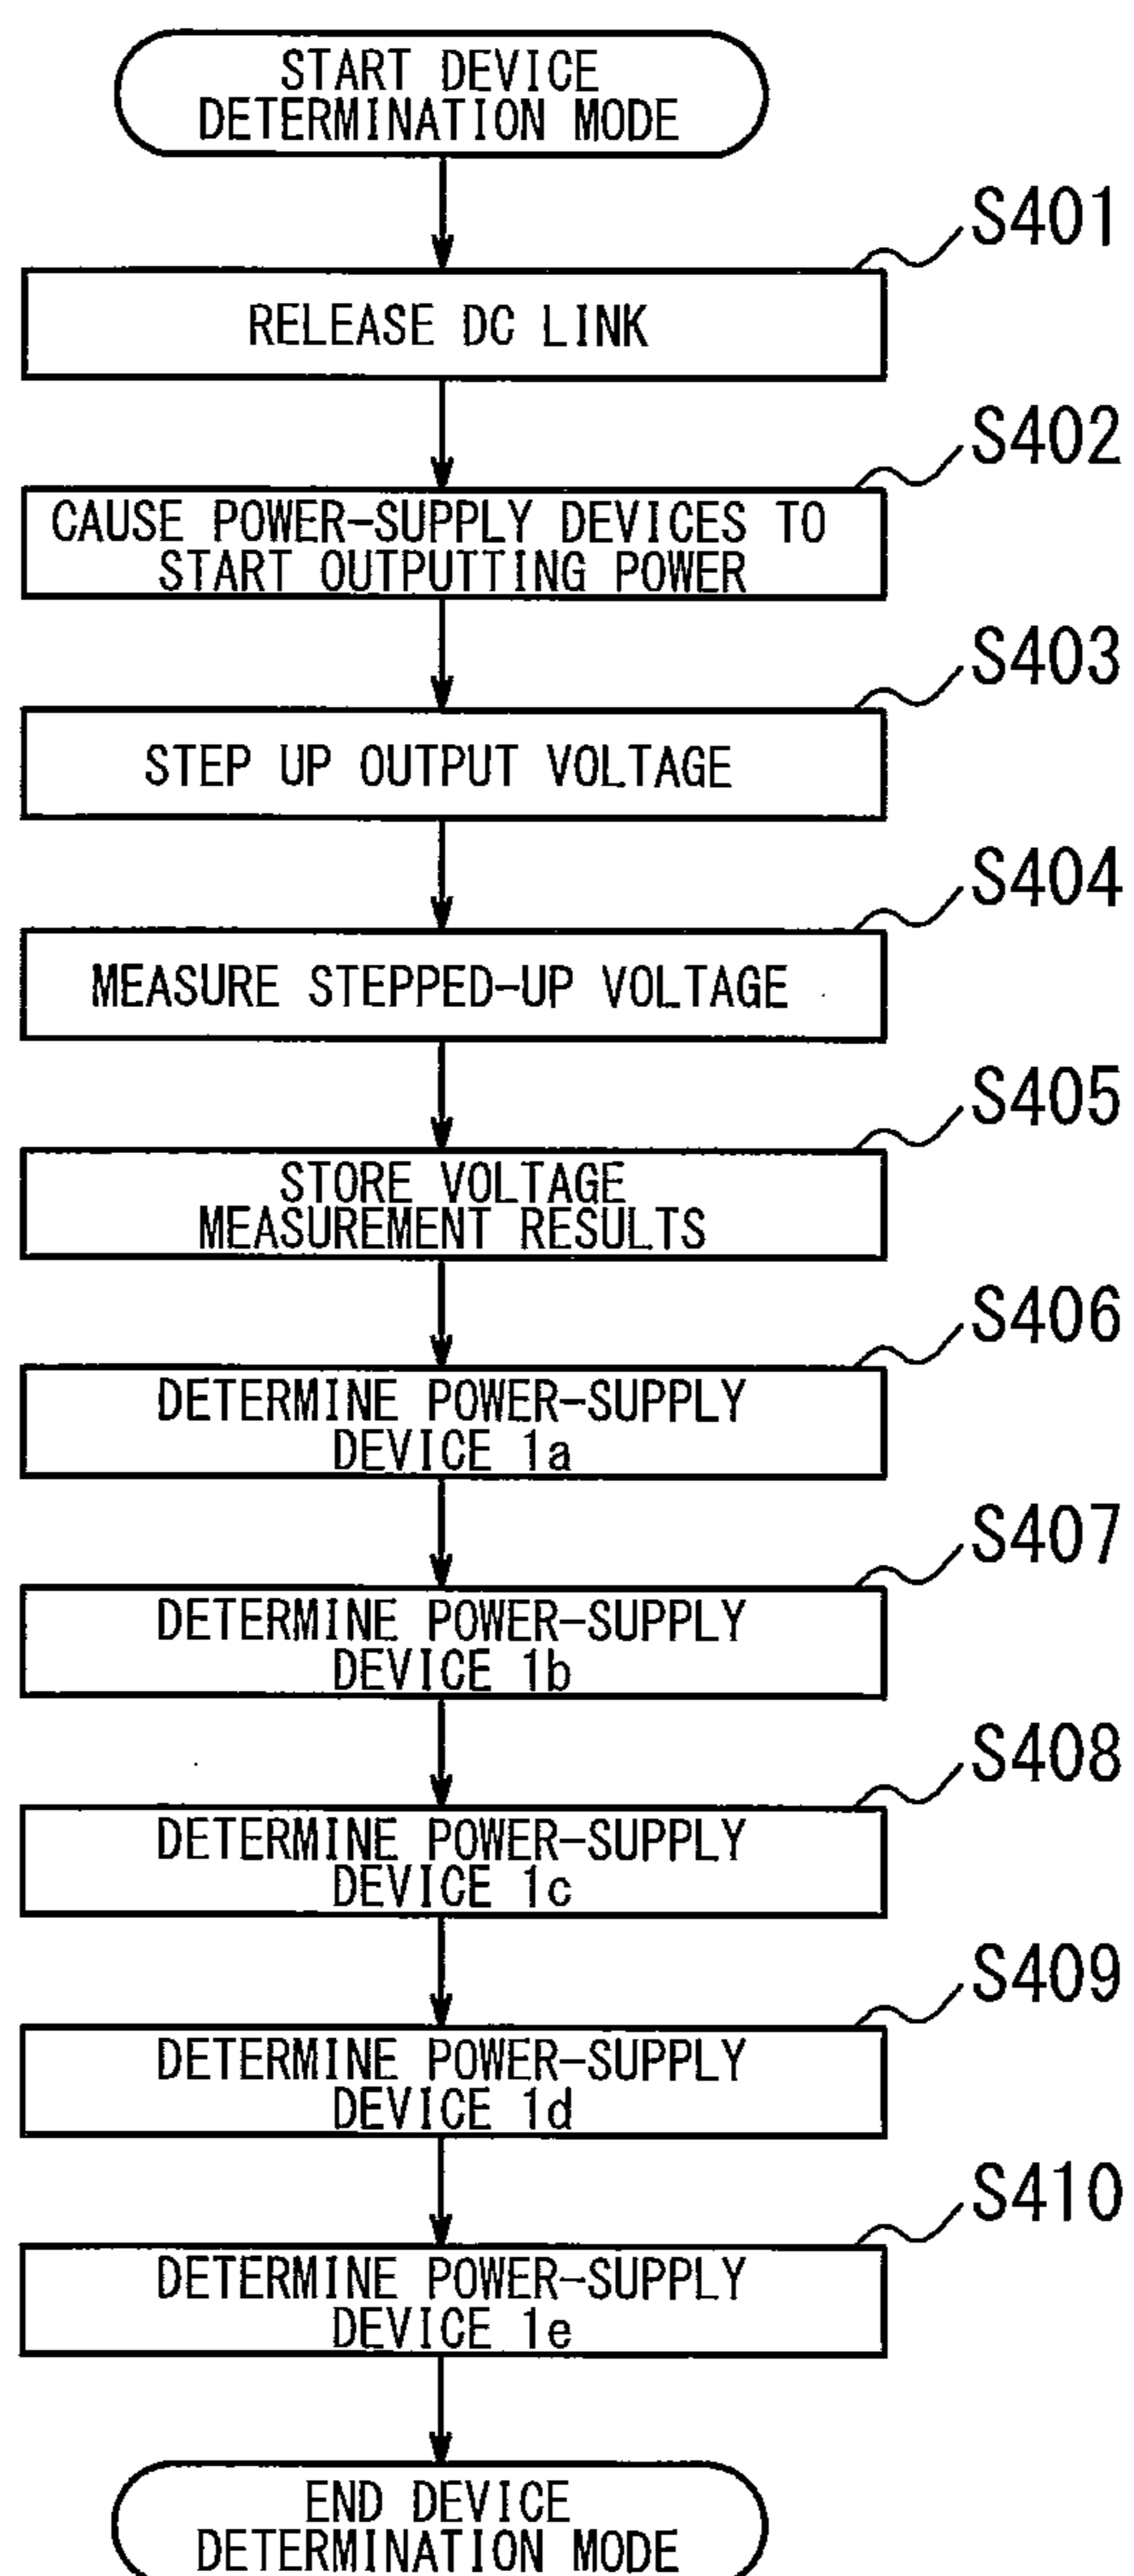 START DEVICE
DETERMINATION MODE
S401
RELEASE DC LINK
S402
CAUSE POWER-SUPPLY DEVICES TO
START OUTPUTTING POWER
S403
STEP UP OUTPUT VOLTAGE
S404
MEASURE STEPPED-UP VOLTAGE
S405
STORE VOLTAGE
MEASUREMENT RESULTS
S406
DETERMINE POWER-SUPPLY
DEVICE 1a
S407
DETERMINE POWER-SUPPLY
DEVICE 1b
S408
DETERMINE POWER-SUPPLY
DEVICE 1c
S409
DETERMINE POWER-SUPPLY
DEVICE 1d
S410
DETERMINE POWER-SUPPLY
DEVICE 1e
END DEVICE
DETERMINATION MODE